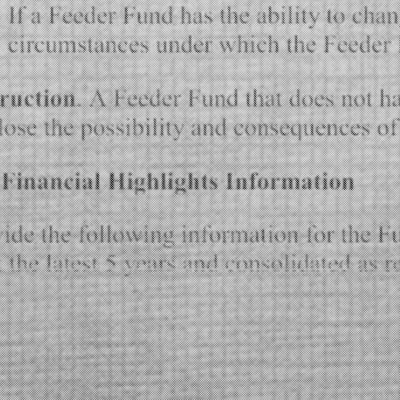 If a Feeder Fund has the ability to chan
circumstances under which the Feeder
ruction. A Feeder Fund that does not ha
lose the possibility and consequences of
Financial Highlights Information
vide the following information for the Fu
the latest 5 years and consolidated as re